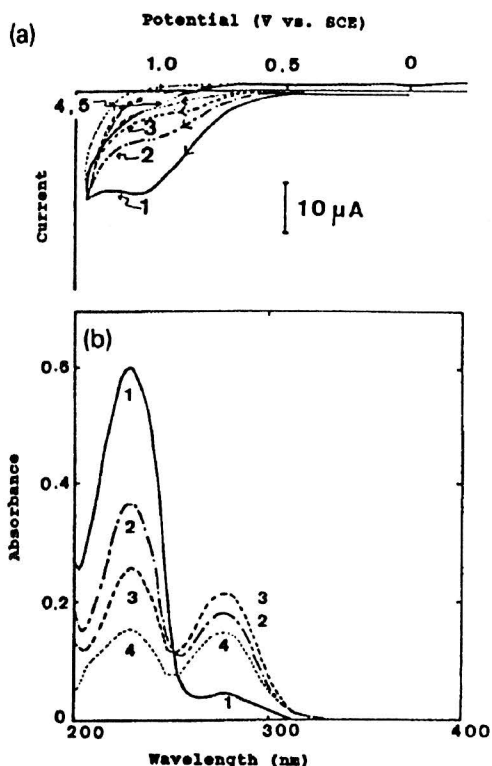 (a)
Potential (V vs. SCE)
1.0 0.5 0
4,5
3
2
1
Current
10 µA
(b)
0.6
1
0.4
2
Absorbance
3
0.2
3
2
4
4
1
0
200 300 400
Wavelength (nm)